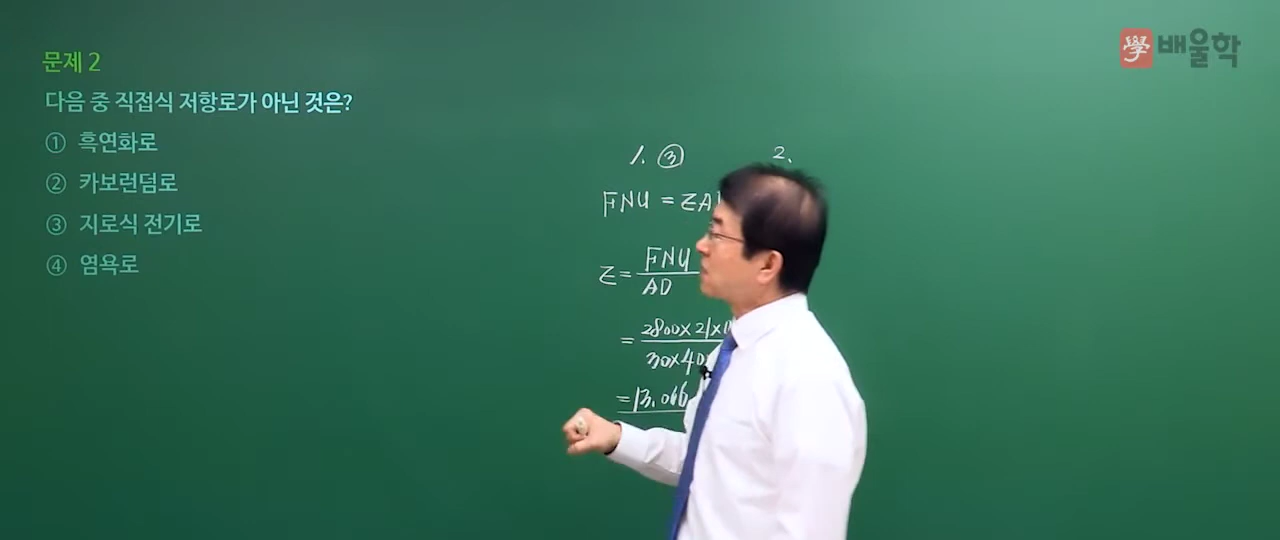 문제 2
다음 중 직접식 저항로가 아닌 것은?
① 흑연화로
② 카보런덤로
③ 지로식 전기로
④ 염욕로
學 배울학
1. ③
FNU = ZA
Z = FNU / AD
= 2800 × 21 × / 30 × 40
= 13.066
2.